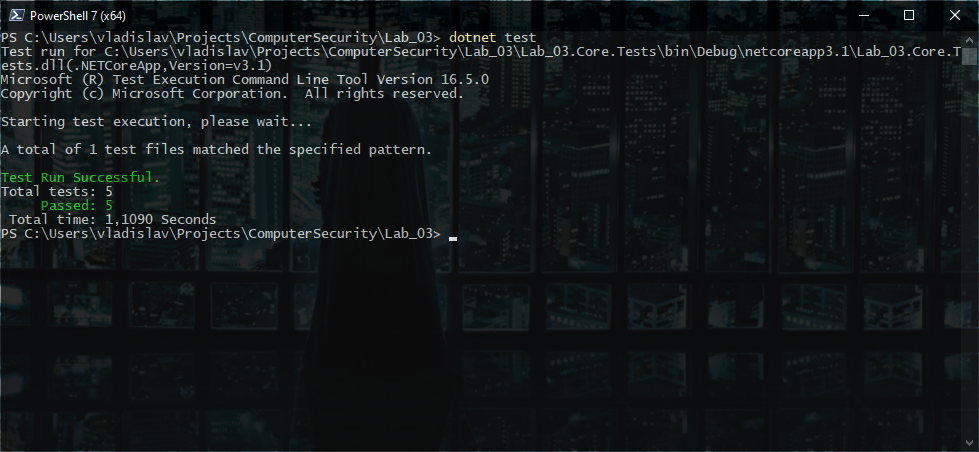 PowerShell 7 (x64)
PS C:\Users\vladislav\Projects\ComputerSecurity\Lab_03> dotnet test
Test run for C:\Users\vladislav\Projects\ComputerSecurity\Lab_03\Lab_03.Core.Tests\bin\Debug\netcoreapp3.1\Lab_03.Core.T
ests.dll(.NETCoreApp,Version=v3.1)
Microsoft (R) Test Execution Command Line Tool Version 16.5.0
Copyright (c) Microsoft Corporation.  All rights reserved.
Starting test execution, please wait...
A total of 1 test files matched the specified pattern.
Test Run Successful.
Total tests: 5
     Passed: 5
 Total time: 1,1090 Seconds
PS C:\Users\vladislav\Projects\ComputerSecurity\Lab_03>